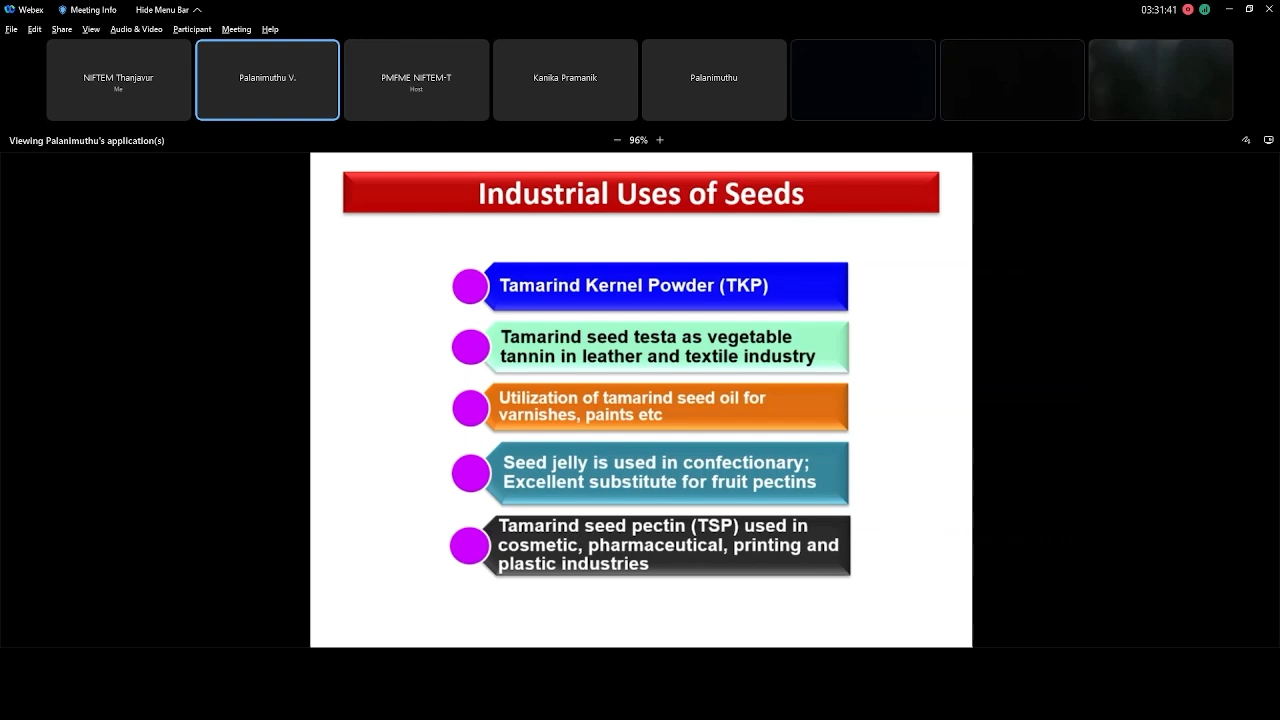 Webex Meeting Info Hide Menu Bar 03:31:41
File Edit Share View Audio & Video Participant Meeting Help
NIFTEM Thanjavur Palanimuthu V. PMFME NIFTEM-T Kanika Pramanik Palanimuthu
Me Host
Viewing Palanimuthu's application(s) 96%
Industrial Uses of Seeds
Tamarind Kernel Powder (TKP)
Tamarind seed testa as vegetable
tannin in leather and textile industry
Utilization of tamarind seed oil for
varnishes, paints etc
Seed jelly is used in confectionary;
Excellent substitute for fruit pectins
Tamarind seed pectin (TSP) used in
cosmetic, pharmaceutical, printing and
plastic industries